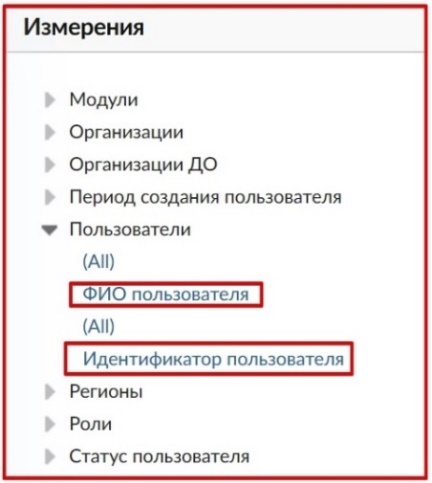 Измерения
Модули
Организации
Организации ДО
Период создания пользователя
Пользователи
(All)
ФИО пользователя
(All)
Идентификатор пользователя
Регионы
Роли
Статус пользователя